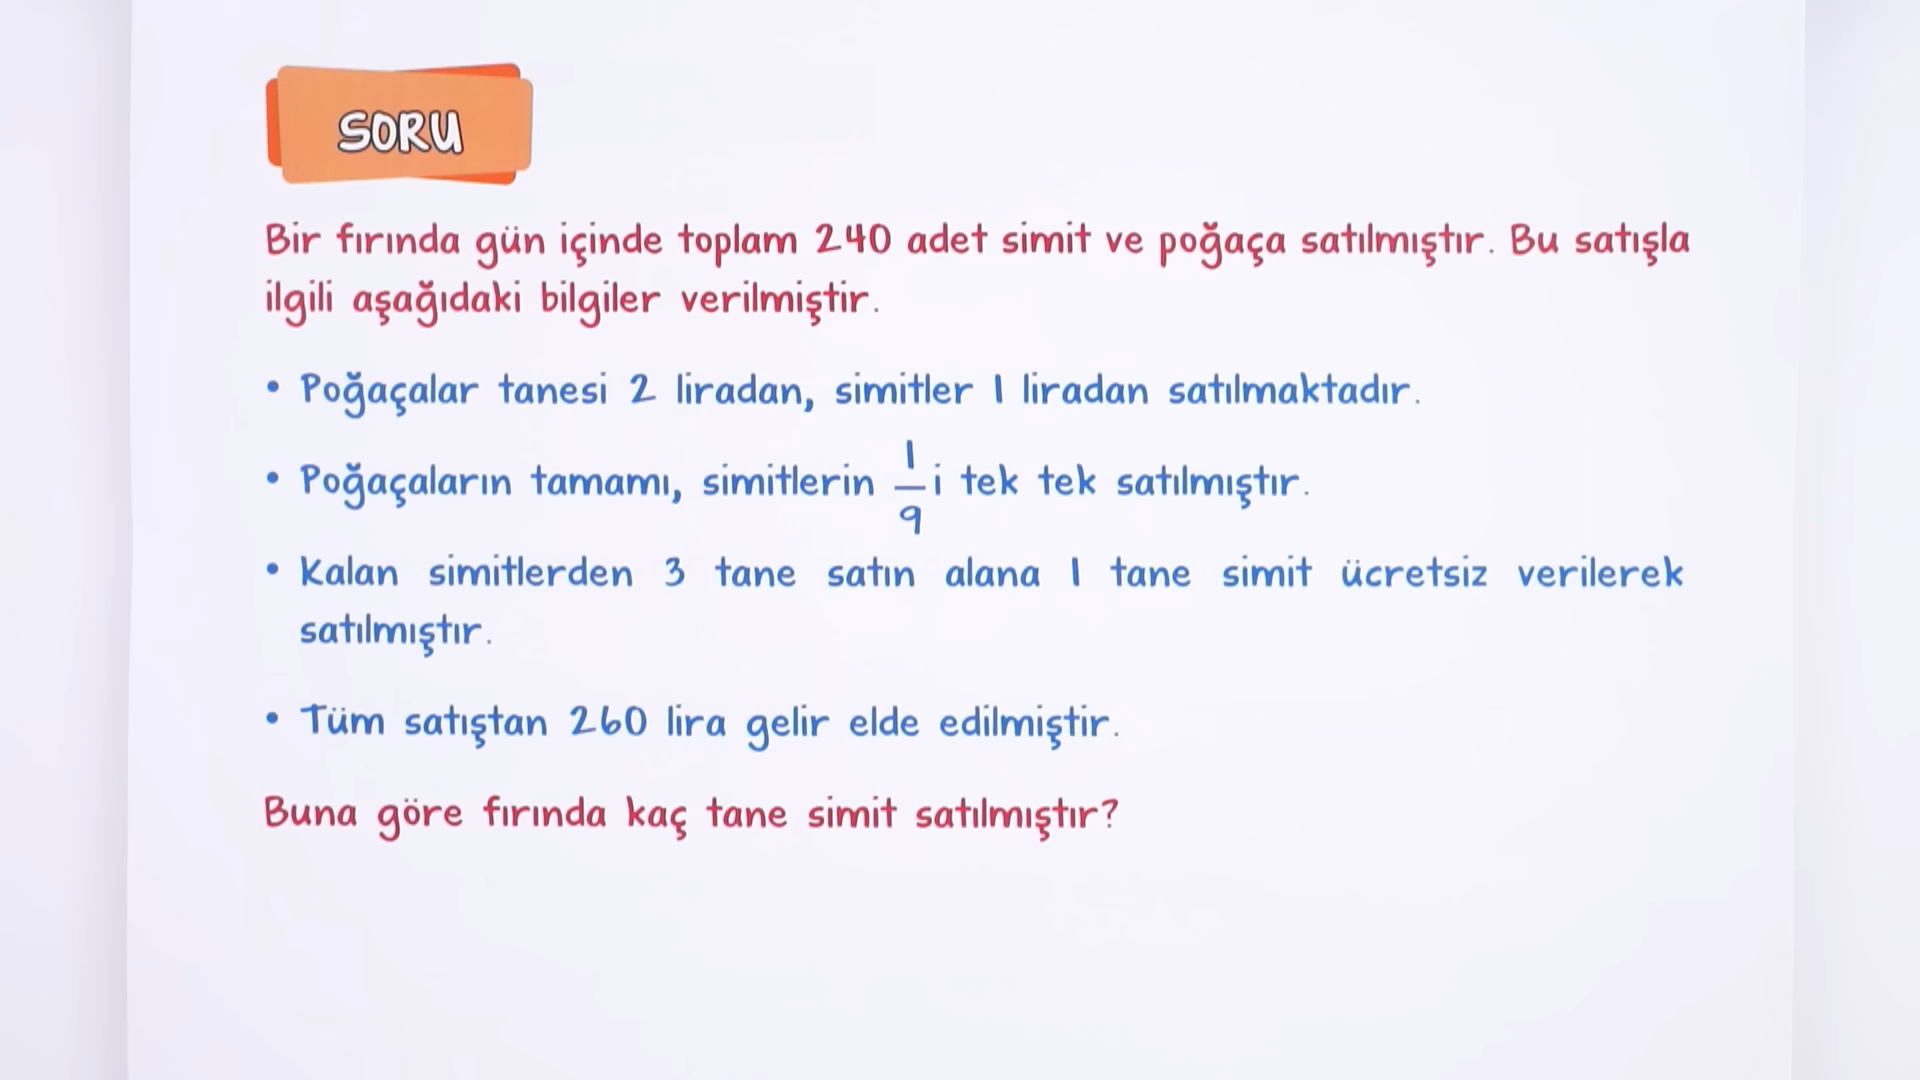 SORU
Bir fırında gün içinde toplam 240 adet simit ve poğaça satılmıştır. Bu satışla
ilgili aşağıdaki bilgiler verilmiştir.
• Poğaçalar tanesi 2 liradan, simitler 1 liradan satılmaktadır.
• Poğaçaların tamamı, simitlerin 1/9 i tek tek satılmıştır.
• Kalan simitlerden 3 tane satın alana 1 tane simit ücretsiz verilerek
satılmıştır.
• Tüm satıştan 260 lira gelir elde edilmiştir.
Buna göre fırında kaç tane simit satılmıştır?